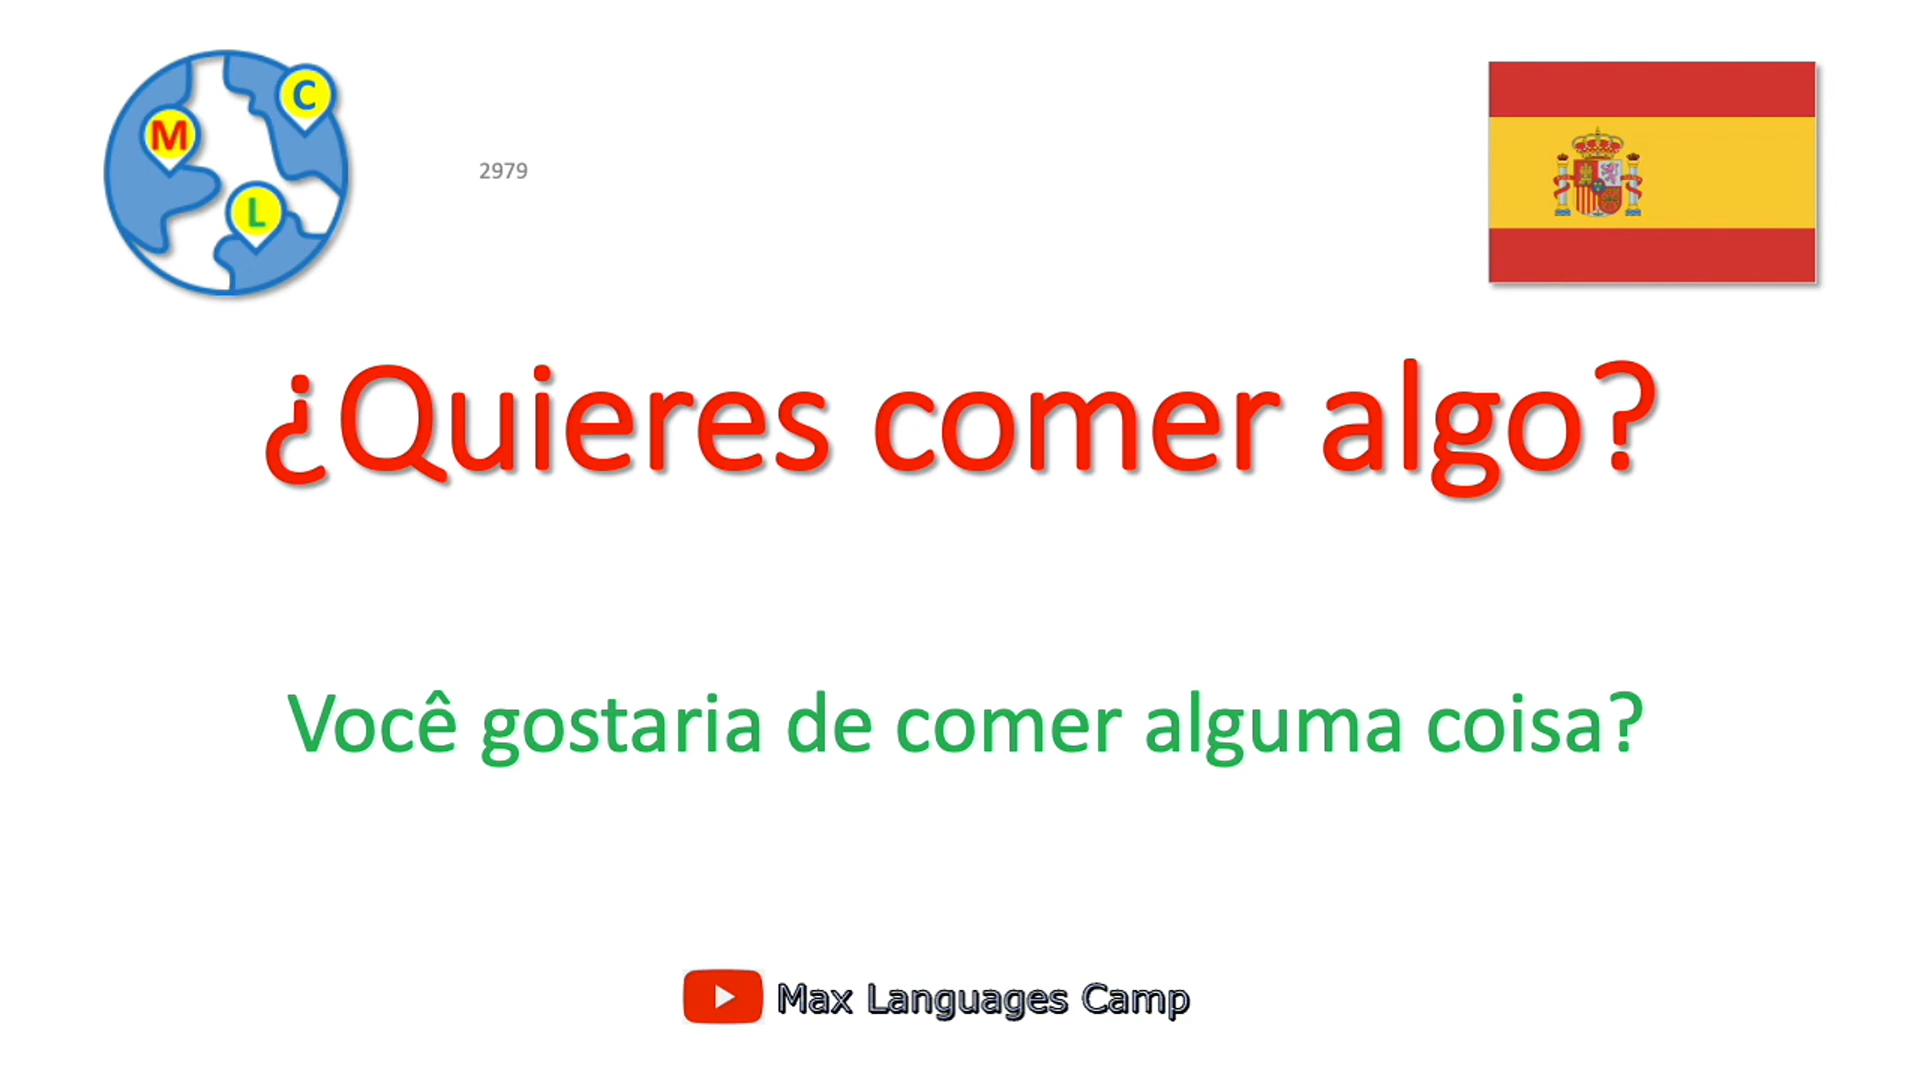 M
C
L
2979
¿Quieres comer algo?
Você gostaria de comer alguma coisa?
Max Languages Camp